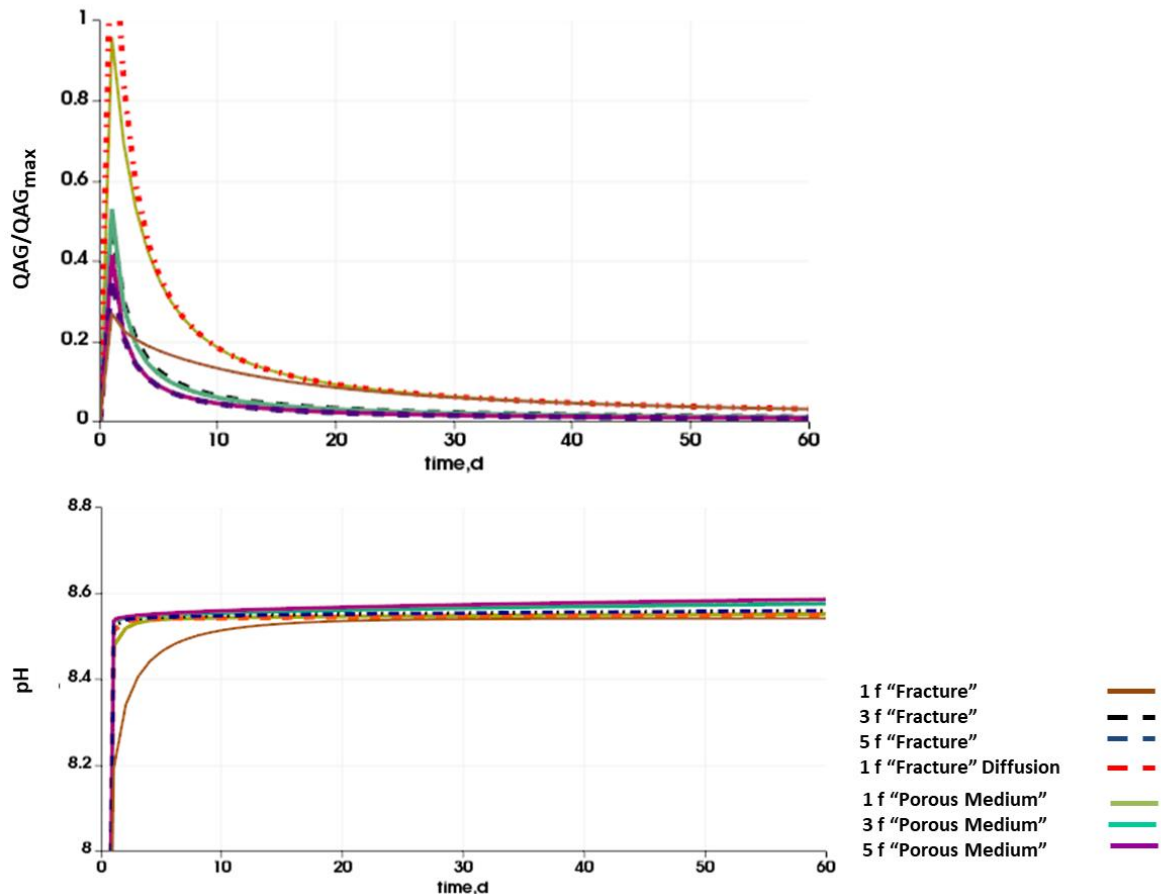 1
0.8
0.6
0.4
0.2
0
QAG/QAGmax
0 10 20 30 40 50 60
time,d
8.8
8.6
8.4
8.2
8
pH
0 10 20 30 40 50 60
time,d
1 f “Fracture”
3 f “Fracture”
5 f “Fracture”
1 f “Fracture” Diffusion
1 f “Porous Medium”
3 f “Porous Medium”
5 f “Porous Medium”